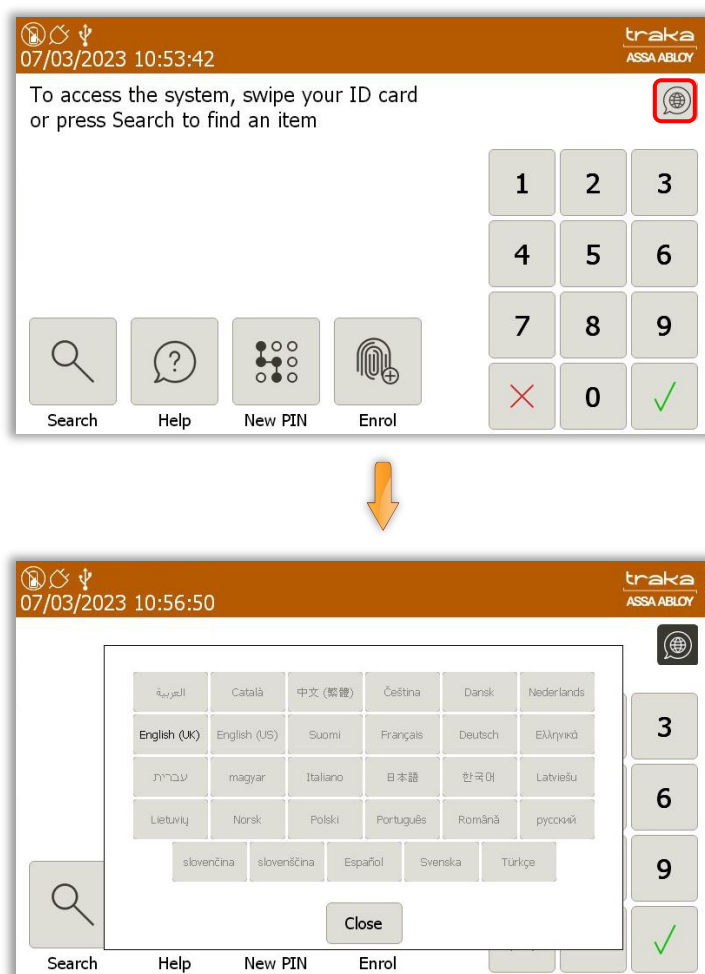 07/03/2023 10:53:42
traka
ASSA ABLOY
To access the system, swipe your ID card
or press Search to find an item
1 2 3
4 5 6
7 8 9
0
Search Help New PIN Enrol
07/03/2023 10:56:50
traka
ASSA ABLOY
العربية Català 中文 (繁體) Čeština Dansk Nederlands
English (UK) English (US) Suomi Français Deutsch Ελληνικά
עברית magyar Italiano 日本語 한국어 Latviešu
Lietuvių Norsk Polski Português Română русский
slovenčina slovenščina Español Svenska Türkçe
Close
3
6
9
Search Help New PIN Enrol